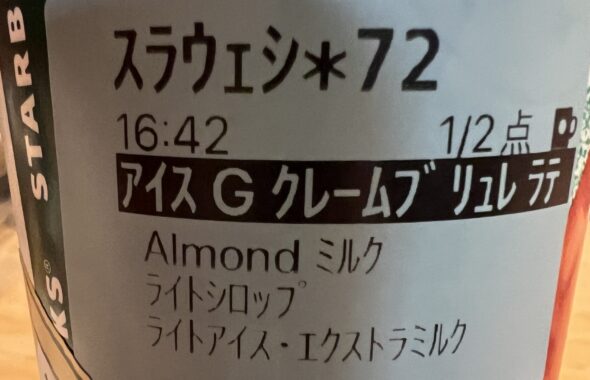 STARB
KS®
スラウェシ*72
16:42 1/2点
アイス G クレームブリュレ ラテ
Almond ミルク
ライトシロップ
ライトアイス・エクストラミルク